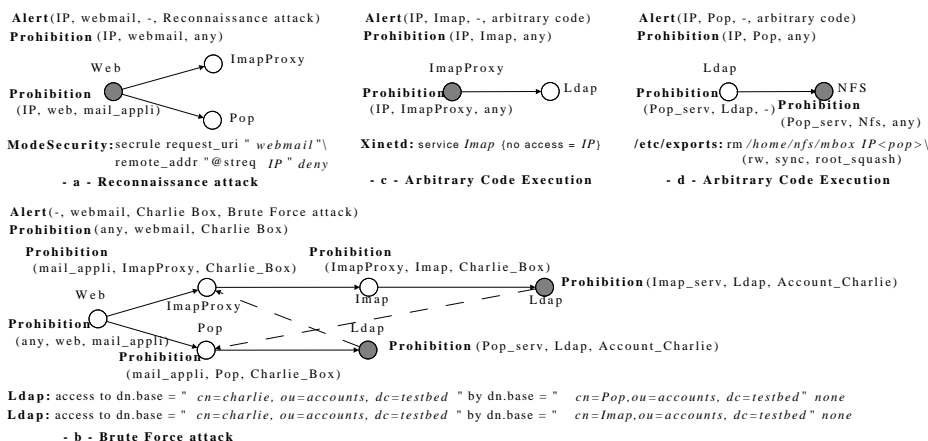 Alert(IP, webmail, -, Reconnaissance attack)
Prohibition (IP, webmail, any)
Web
ImapProxy
Prohibition
(IP, web, mail_appli)
Pop
ModeSecurity: secrule request_uri " webmail "\
remote_addr "@streq IP " deny
- a - Reconnaissance attack
Alert(IP, Imap, -, arbitrary code)
Prohibition (IP, Imap, any)
ImapProxy
Prohibition
Ldap
(IP, ImapProxy, any)
Xinetd: service Imap {no access = IP}
- c - Arbitrary Code Execution
Alert(IP, Pop, -, arbitrary code)
Prohibition (IP, Pop, any)
Ldap
Prohibition
NFS
(Pop_serv, Ldap, -)
Prohibition
(Pop_serv, Nfs, any)
/etc/exports: rm /home/nfs/mbox IP<pop>\
(rw, sync, root_squash)
- d - Arbitrary Code Execution
Alert(-, webmail, Charlie Box, Brute Force attack)
Prohibition (any, webmail, Charlie Box)
Prohibition
(mail_appli, ImapProxy, Charlie_Box)
Prohibition
(ImapProxy, Imap, Charlie_Box)
Prohibition (Imap_serv, Ldap, Account_Charlie)
Web
ImapProxy
Imap
Ldap
Prohibition
(any, web, mail_appli)
Pop
Ldap
Prohibition
(mail_appli, Pop, Charlie_Box)
Prohibition (Pop_serv, Ldap, Account_Charlie)
Ldap: access to dn.base = " cn=charlie, ou=accounts, dc=testbed " by dn.base = " cn=Pop,ou=accounts, dc=testbed" none
Ldap: access to dn.base = " cn=charlie, ou=accounts, dc=testbed " by dn.base = " cn=Imap,ou=accounts, dc=testbed" none
- b - Brute Force attack